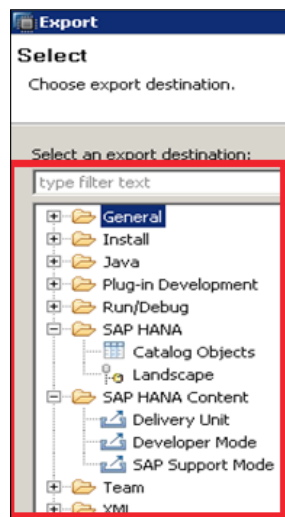 Export
Select
Choose export destination.
Select an export destination:
type filter text
General
Install
Java
Plug-in Development
Run/Debug
SAP HANA
Catalog Objects
Landscape
SAP HANA Content
Delivery Unit
Developer Mode
SAP Support Mode
Team
XML